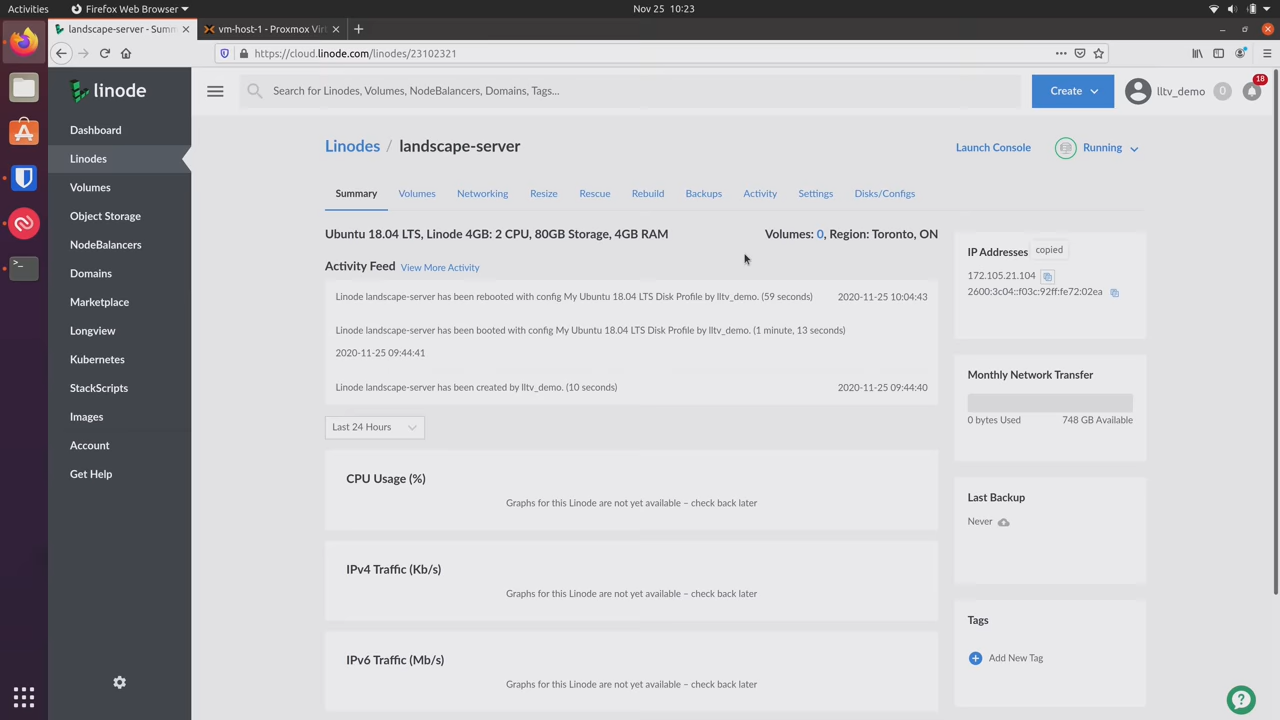 Activities
Firefox Web Browser
Nov 25 10:23
landscape-server - Summ
vm-host-1 - Proxmox Virt
https://cloud.linode.com/linodes/23102321
linode
Search for Linodes, Volumes, NodeBalancers, Domains, Tags...
Create
lltv_demo
0
18
Dashboard
Linodes
Volumes
Object Storage
NodeBalancers
Domains
Marketplace
Longview
Kubernetes
StackScripts
Images
Account
Get Help
Linodes / landscape-server
Launch Console
Running
Summary
Volumes
Networking
Resize
Rescue
Rebuild
Backups
Activity
Settings
Disks/Configs
Ubuntu 18.04 LTS, Linode 4GB: 2 CPU, 80GB Storage, 4GB RAM
Volumes: 0, Region: Toronto, ON
Activity Feed
View More Activity
Linode landscape-server has been rebooted with config My Ubuntu 18.04 LTS Disk Profile by lltv_demo. (59 seconds)
2020-11-25 10:04:43
Linode landscape-server has been booted with config My Ubuntu 18.04 LTS Disk Profile by lltv_demo. (1 minute, 13 seconds)
2020-11-25 09:44:41
Linode landscape-server has been created by lltv_demo. (10 seconds)
2020-11-25 09:44:40
Last 24 Hours
CPU Usage (%)
Graphs for this Linode are not yet available – check back later
IPv4 Traffic (Kb/s)
Graphs for this Linode are not yet available – check back later
IPv6 Traffic (Mb/s)
Graphs for this Linode are not yet available – check back later
IP Addresses
copied
172.105.21.104
2600:3c04::f03c:92ff:fe72:02ea
Monthly Network Transfer
0 bytes Used
748 GB Available
Last Backup
Never
Tags
Add New Tag